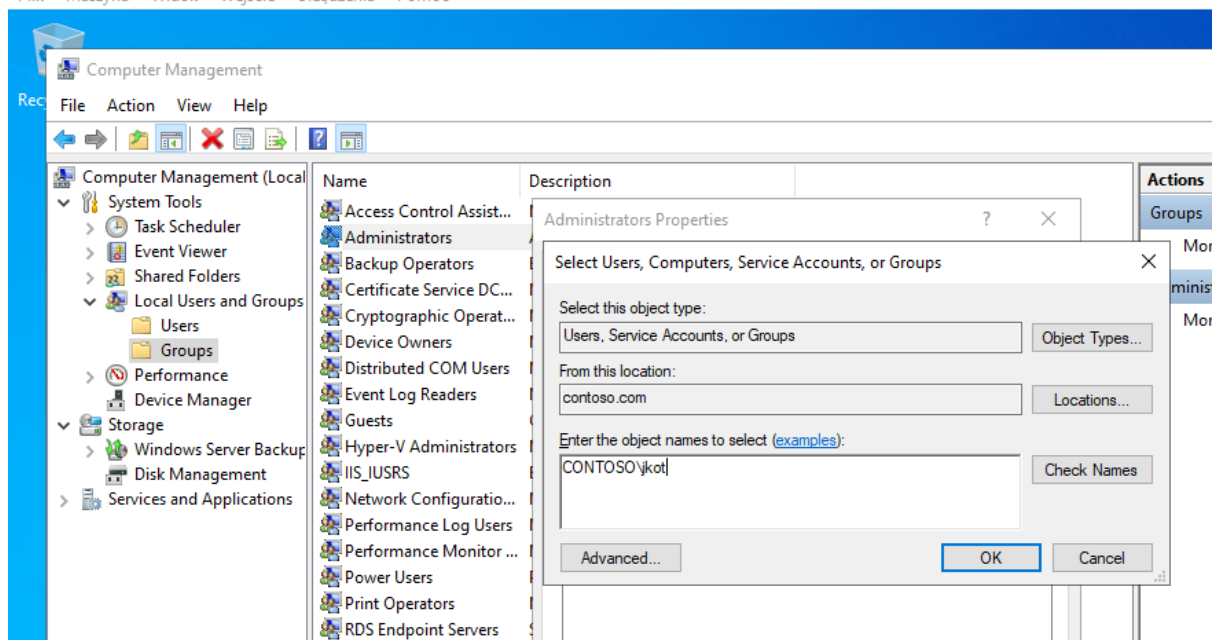 Computer Management
Rec
File Action View Help
Computer Management (Local
System Tools
Task Scheduler
Event Viewer
Shared Folders
Local Users and Groups
Users
Groups
Performance
Device Manager
Storage
Windows Server Backup
Disk Management
Services and Applications
Name Description
Access Control Assist...
Administrators
Backup Operators
Certificate Service DC...
Cryptographic Operat...
Device Owners
Distributed COM Users
Event Log Readers
Guests
Hyper-V Administrators
IIS_IUSRS
Network Configuratio...
Performance Log Users
Performance Monitor ...
Power Users
Print Operators
RDS Endpoint Servers
Administrators Properties ?
Select Users, Computers, Service Accounts, or Groups
Select this object type:
Users, Service Accounts, or Groups Object Types...
From this location:
contoso.com Locations...
Enter the object names to select (examples):
CONTOSO\jkot Check Names
Advanced... OK Cancel
Actions
Groups
Mor
minis
Mor